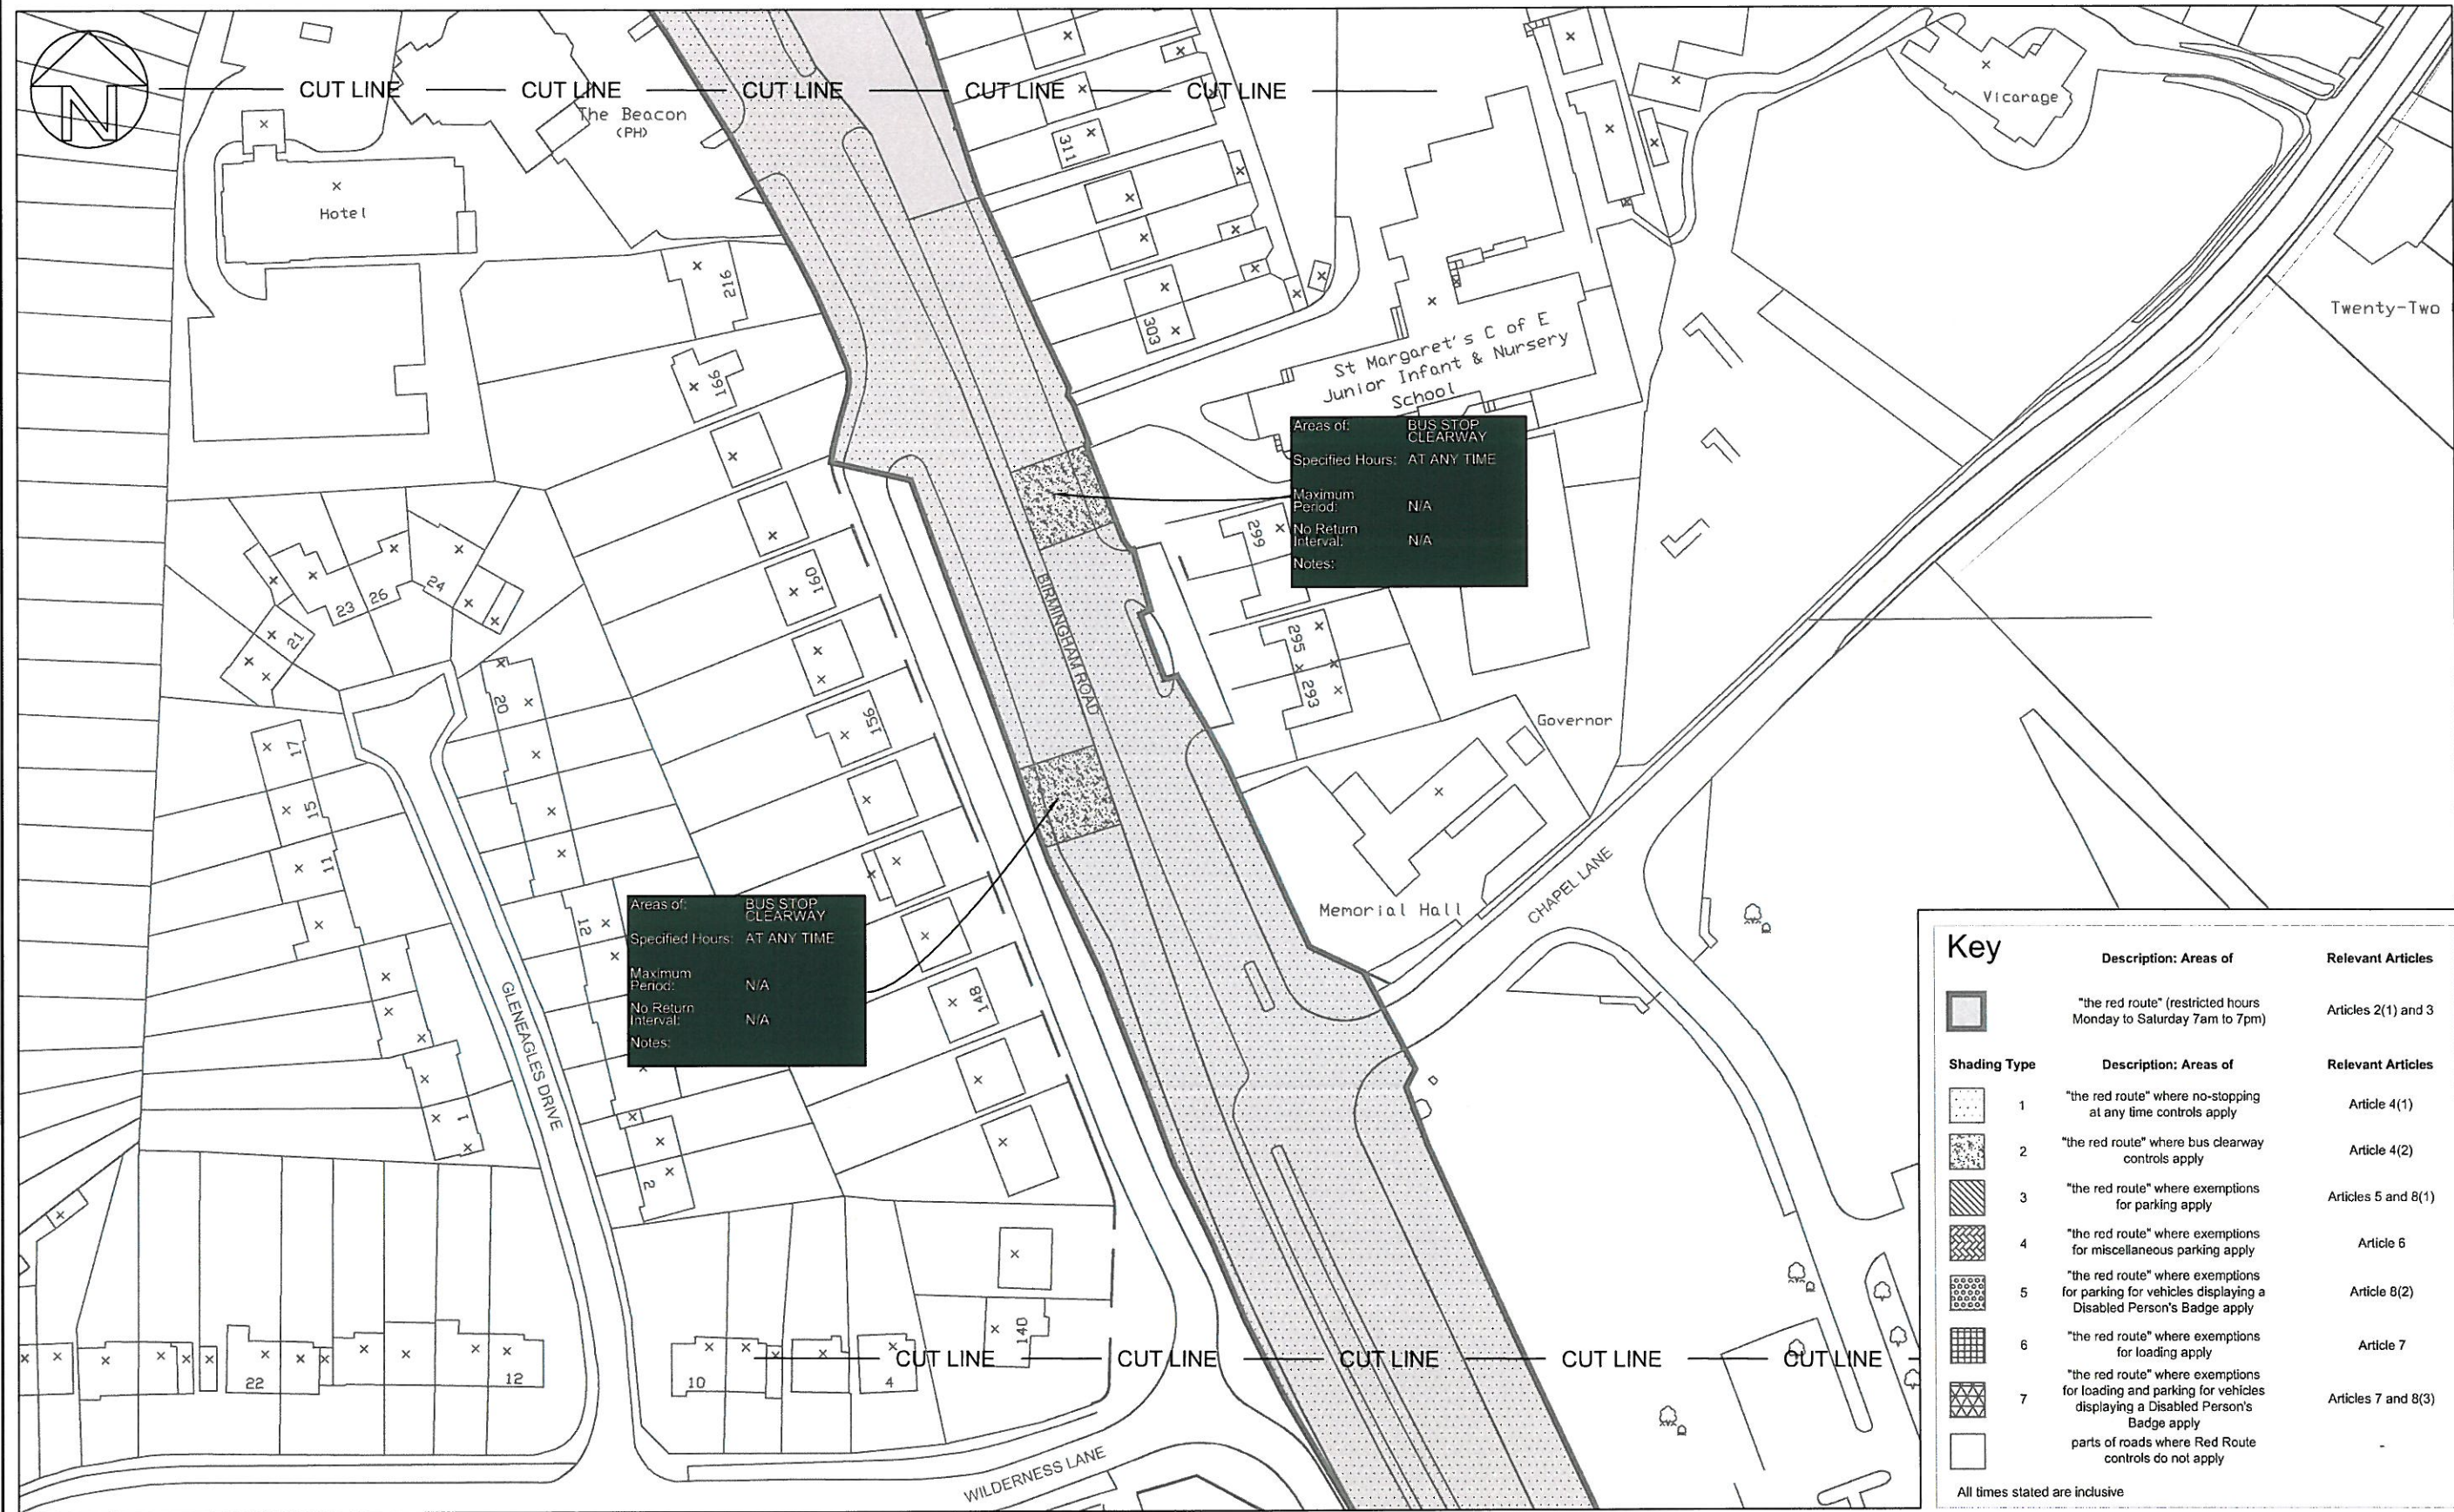 CUT LINE CUT LINE CUT LINE CUT LINE CUT LINE
N
The Beacon
(PH)
Hotel
Vicarage
311
216
303
166
St Margaret's C of E
Junior Infant & Nursery
School
Twenty-Two
Areas of: BUS STOP
CLEARWAY
Specified Hours: AT ANY TIME
Maximum
Period: N/A
No Return
Interval: N/A
Notes:
299
160
23
26
24
21
BIRMINGHAM ROAD
295
293
20
156
17
15
11
Governor
CHAPEL LANE
Memorial Hall
12
Areas of: BUS STOP
CLEARWAY
Specified Hours: AT ANY TIME
Maximum
Period: N/A
No Return
Interval: N/A
Notes:
148
GLENEAGLES DRIVE
1
2
140
CUT LINE CUT LINE CUT LINE CUT LINE CUT LINE
22
12
10
4
WILDERNESS LANE
Key
Description: Areas of Relevant Articles
"the red route" (restricted hours
Monday to Saturday 7am to 7pm) Articles 2(1) and 3
Shading Type Description: Areas of Relevant Articles
1 "the red route" where no-stopping
at any time controls apply Article 4(1)
2 "the red route" where bus clearway
controls apply Article 4(2)
3 "the red route" where exemptions
for parking apply Articles 5 and 8(1)
4 "the red route" where exemptions
for miscellaneous parking apply Article 6
5 "the red route" where exemptions
for parking for vehicles displaying a
Disabled Person's Badge apply Article 8(2)
6 "the red route" where exemptions
for loading apply Article 7
7 "the red route" where exemptions
for loading and parking for vehicles
displaying a Disabled Person's
Badge apply Articles 7 and 8(3)
parts of roads where Red Route
controls do not apply -
All times stated are inclusive